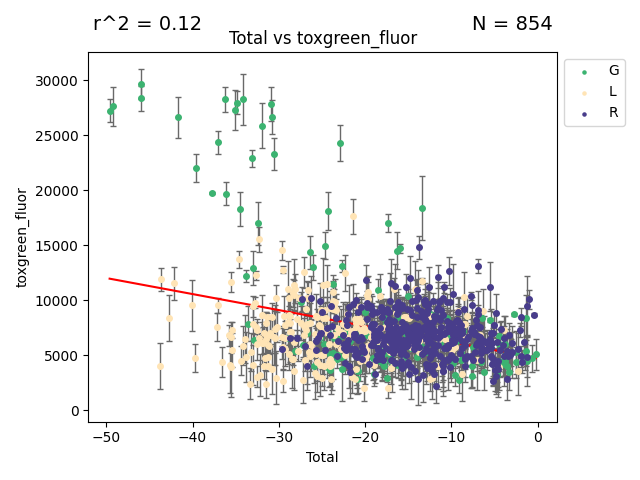 r^2 = 0.12 N = 854
Total vs toxgreen_fluor
30000
25000
20000
15000
10000
5000
0
toxgreen_fluor
−50 −40 −30 −20 −10 0
Total
G
L
R